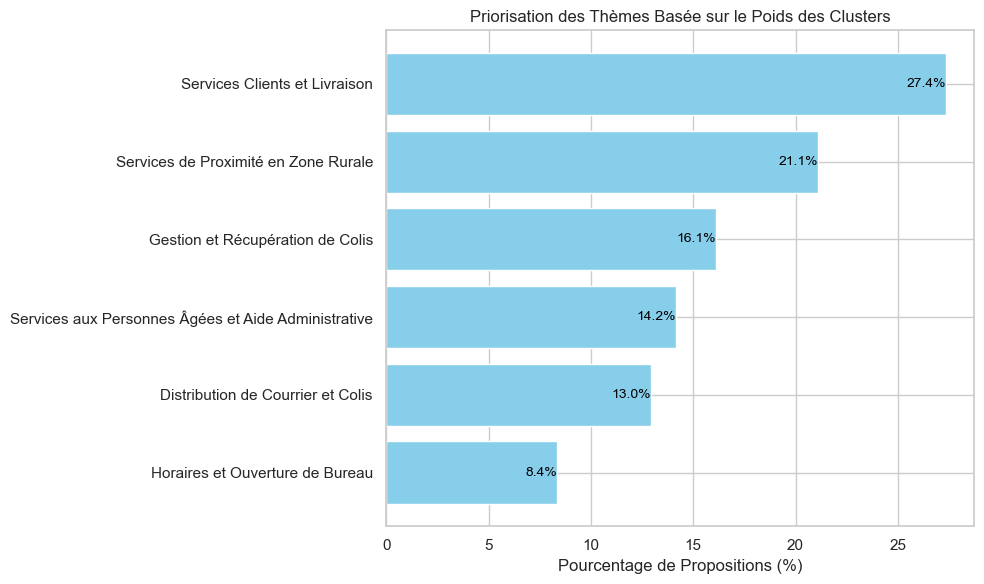 Priorisation des Thèmes Basée sur le Poids des Clusters
Services Clients et Livraison
27.4%
Services de Proximité en Zone Rurale
21.1%
Gestion et Récupération de Colis
16.1%
Services aux Personnes Âgées et Aide Administrative
14.2%
Distribution de Courrier et Colis
13.0%
Horaires et Ouverture de Bureau
8.4%
0 5 10 15 20 25
Pourcentage de Propositions (%)